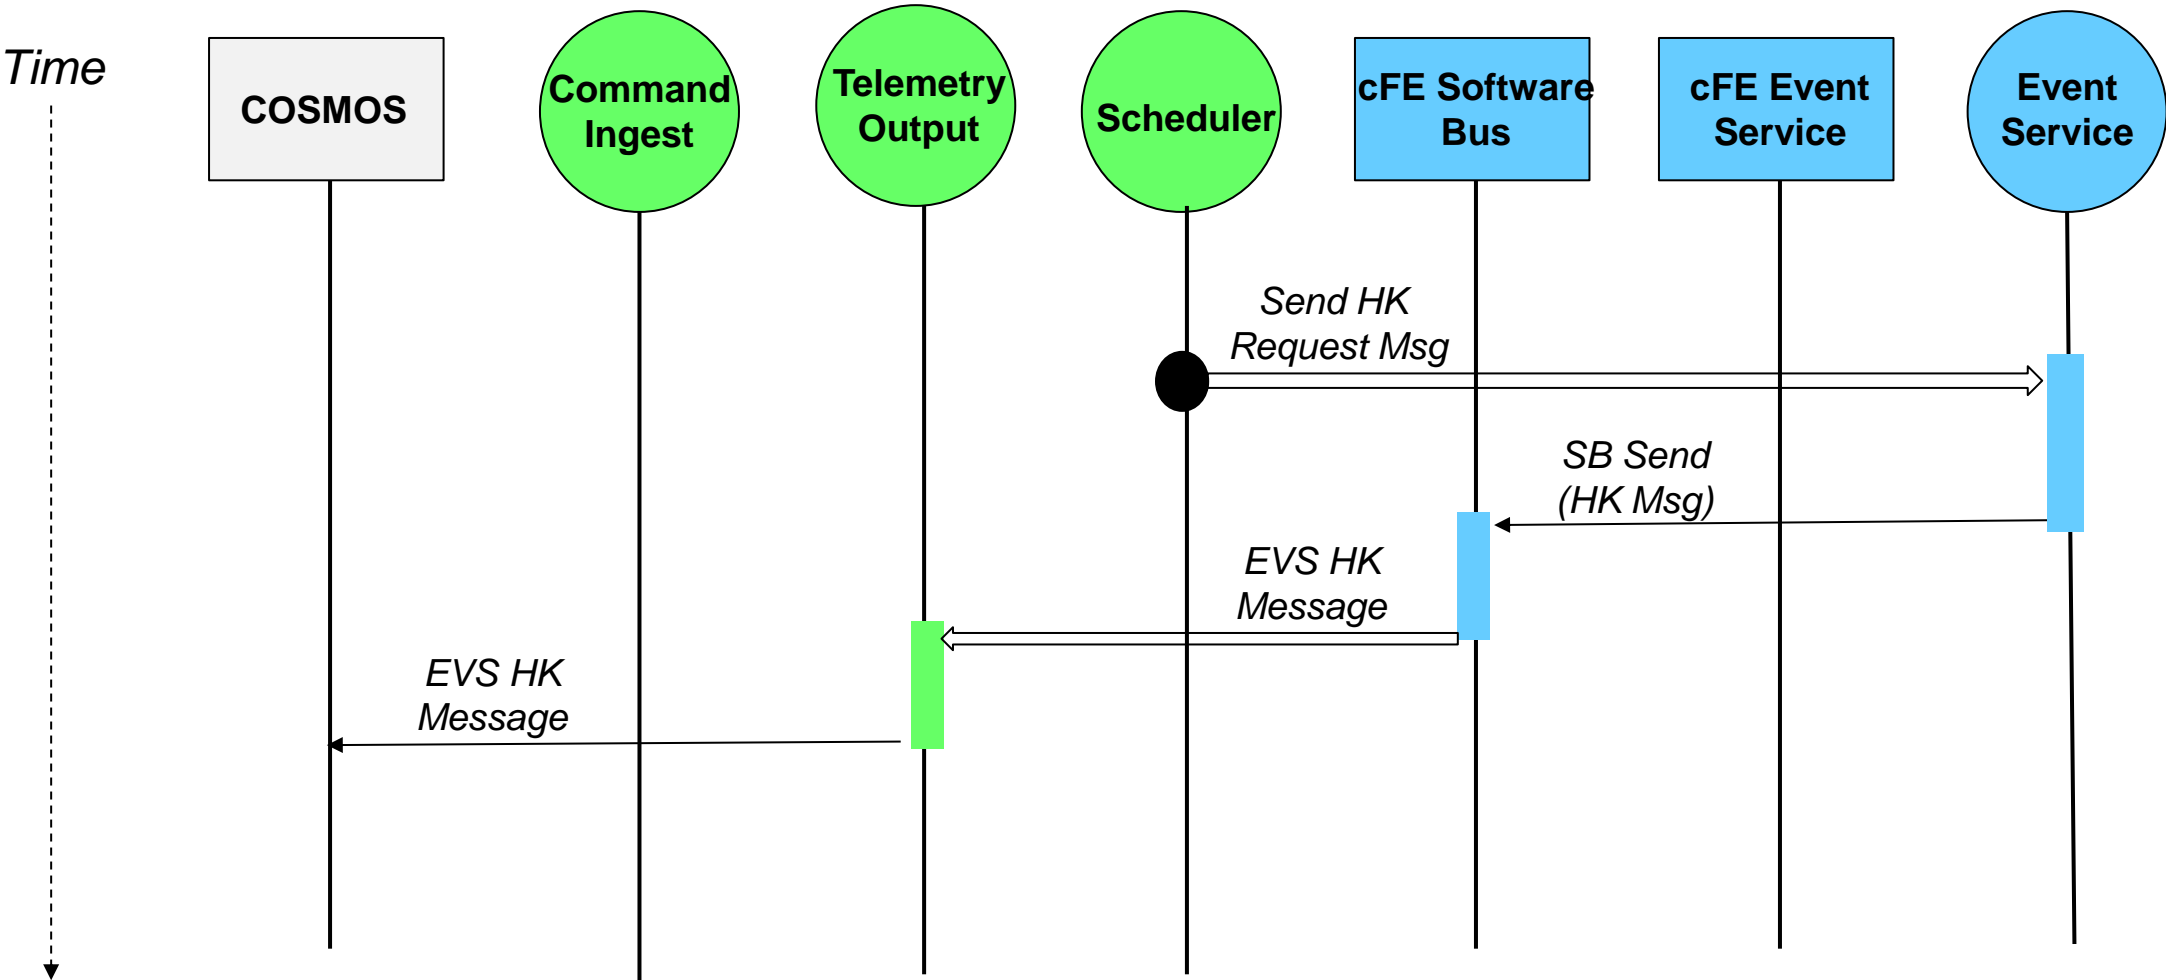 Time
COSMOS
Command
Ingest
Telemetry
Output
Scheduler
cFE Software
Bus
cFE Event
Service
Event
Service
Send HK
Request Msg
SB Send
(HK Msg)
EVS HK
Message
EVS HK
Message